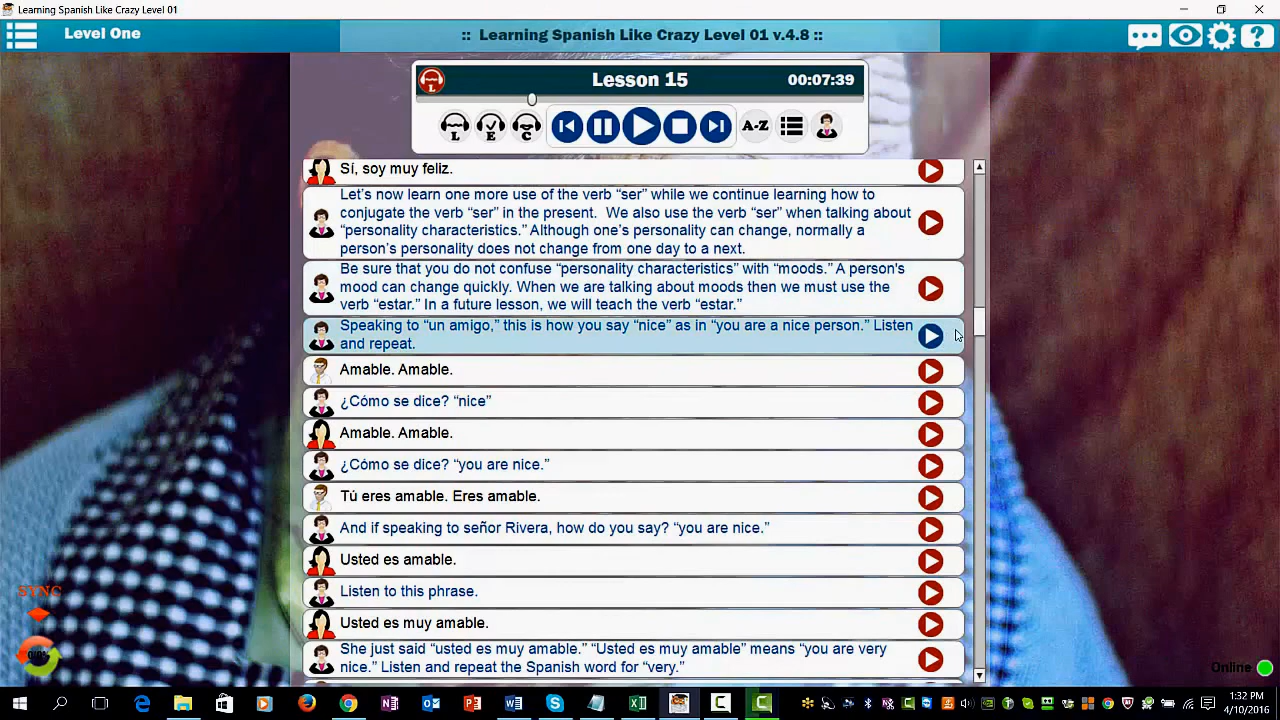 Learning Spanish Like Crazy Level 01
Level One
:: Learning Spanish Like Crazy Level 01 v.4.8 ::
L
Lesson 15
00:07:39
L
E
C
A-Z
Sí, soy muy feliz.
Let's now learn one more use of the verb “ser” while we continue learning how to
conjugate the verb “ser” in the present. We also use the verb “ser” when talking about
“personality characteristics.” Although one's personality can change, normally a
person's personality does not change from one day to a next.
Be sure that you do not confuse “personality characteristics” with “moods.” A person's
mood can change quickly. When we are talking about moods then we must use the
verb “estar.” In a future lesson, we will teach the verb “estar.”
Speaking to “un amigo,” this is how you say “nice” as in “you are a nice person.” Listen
and repeat.
Amable. Amable.
¿Cómo se dice? “nice”
Amable. Amable.
¿Cómo se dice? “you are nice.”
Tú eres amable. Eres amable.
And if speaking to señor Rivera, how do you say? “you are nice.”
Usted es amable.
Listen to this phrase.
Usted es muy amable.
She just said “usted es muy amable.” “Usted es muy amable” means “you are very
nice.” Listen and repeat the Spanish word for “very.”
SYNC
Online
1:32 PM
4/10/2016